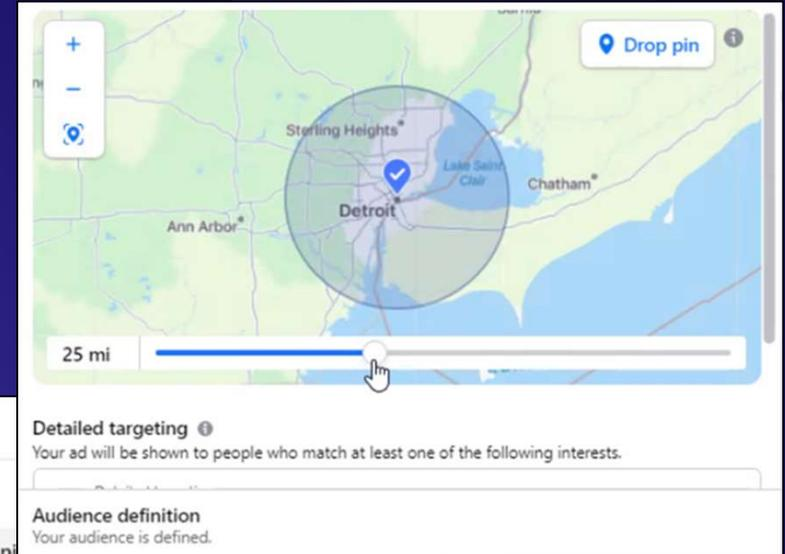 Drop pin
Sterling Heights
Lake Saint
Clair
Chatham
Detroit
Ann Arbor
25 mi
Detailed targeting
Your ad will be shown to people who match at least one of the following interests.
Audience definition
Your audience is defined.